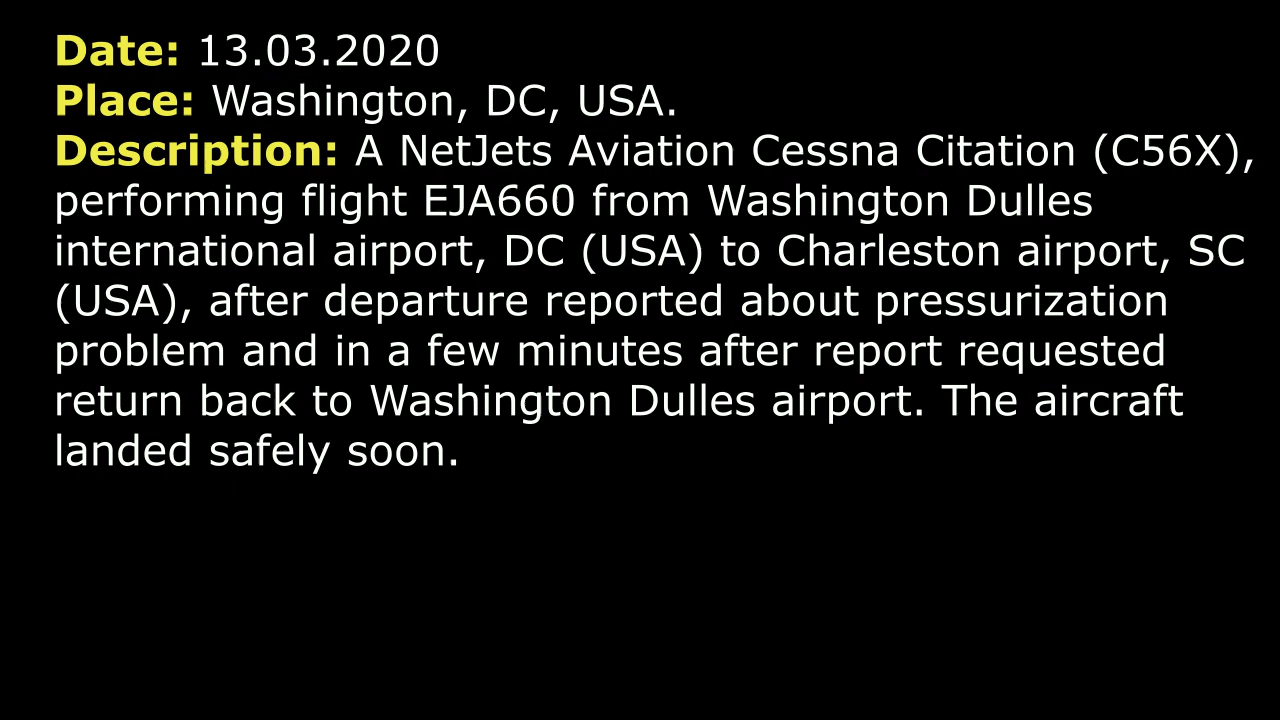 Date: 13.03.2020
Place: Washington, DC, USA.
Description: A NetJets Aviation Cessna Citation (C56X),
performing flight EJA660 from Washington Dulles
international airport, DC (USA) to Charleston airport, SC
(USA), after departure reported about pressurization
problem and in a few minutes after report requested
return back to Washington Dulles airport. The aircraft
landed safely soon.